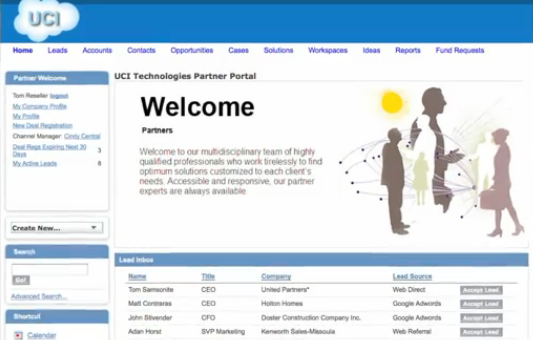 UCI
Home Leads Accounts Contacts Opportunities Cases Solutions Workspaces Ideas Reports Fund Requests
Partner Welcome
Tom Reseller logout
My Company Profile
My Profile
New Deal Registration
Channel Manager: Cindy Central
Deal Regs Expiring Next 30 Days 3
My Active Leads 8
Create New...
Search
Go!
Advanced Search...
Shortcut
Calendar
UCI Technologies Partner Portal
Welcome
Partners
Welcome to our multidisciplinary team of highly
qualified professionals who work tirelessly to find
optimum solutions customized to each client's
needs. Accessible and responsive, our partner
experts are always available
Lead Inbox
Name Title Company Lead Source
Tom Samsonite CEO United Partners" Web Direct Accept Lead
Matt Contraras CEO Holton Homes Google Adwords Accept Lead
John Stivender CFO Doster Construction Company Inc. Google Adwords Accept Lead
Adan Horst SVP Marketing Kenworth Sales-Missoula Web Referral Accept Lead